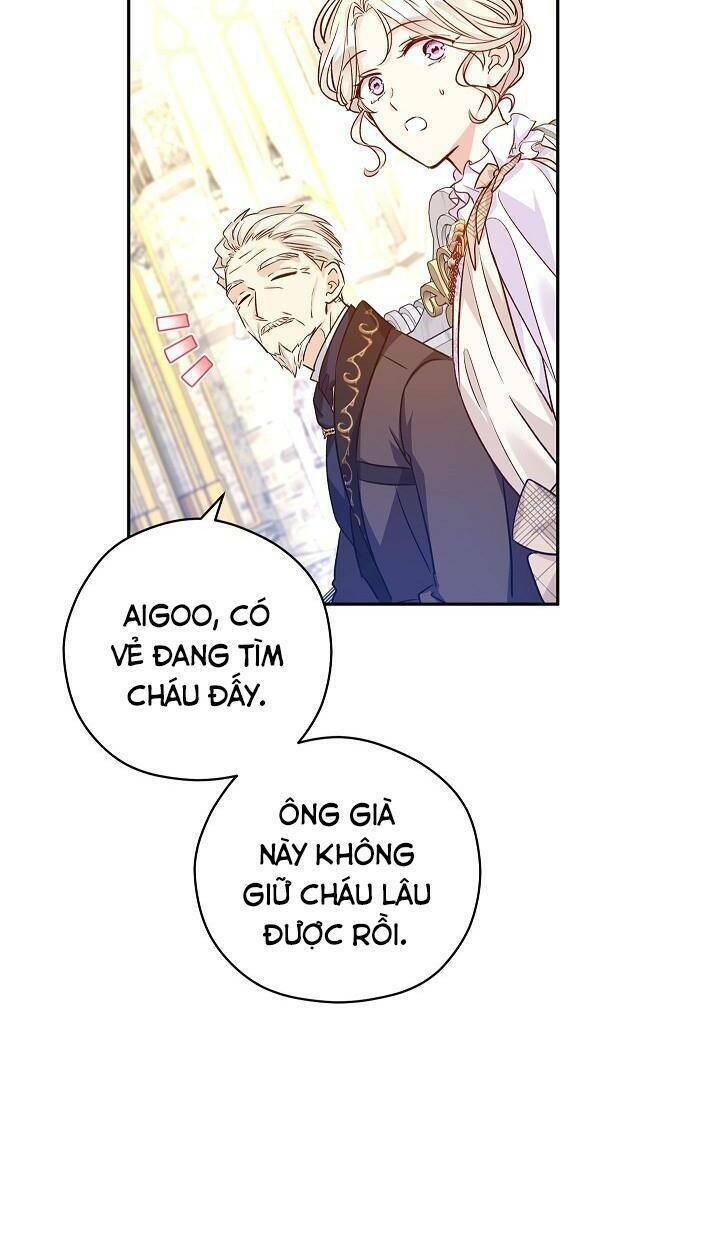 AIGOO, CÓ
VẺ ĐANG TÌM
CHÁU ĐẤY.
ÔNG GIÀ
NÀY KHÔNG
GIỮ CHÁU LÂU
ĐƯỢC RỒI.